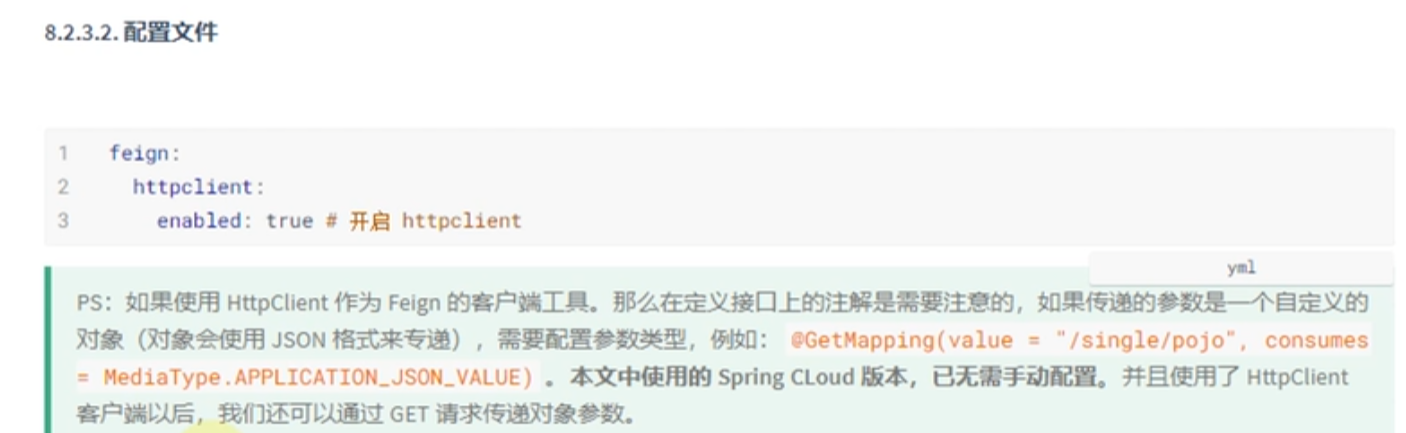 8.2.3.2. 配置文件
1 feign:
2 httpclient:
3 enabled: true # 开启 httpclient
yml
PS：如果使用 HttpClient 作为 Feign 的客户端工具。那么在定义接口上的注解是需要注意的，如果传递的参数是一个自定义的
对象（对象会使用 JSON 格式来专递），需要配置参数类型，例如： @GetMapping(value = "/single/pojo", consumes
= MediaType.APPLICATION_JSON_VALUE) 。本文中使用的 Spring CLoud 版本，已无需手动配置。并且使用了 HttpClient
客户端以后，我们还可以通过 GET 请求传递对象参数。